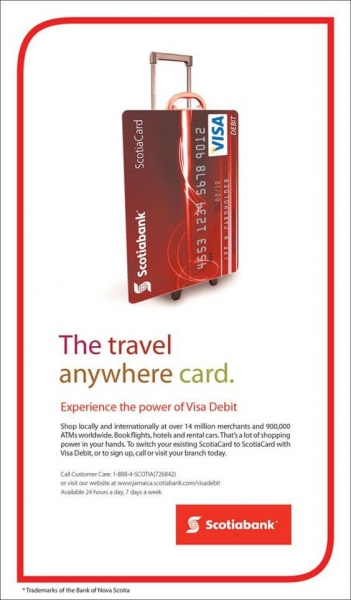 ScotiaCard
VISA
DEBIT
4553 1234 5678 9012
00/10
Scotiabank*
The travel
anywhere card.
Experience the power of Visa Debit
Shop locally and internationally at over 14 million merchants and 900,000
ATMs worldwide. Book flights, hotels and rental cars. That's a lot of shopping
power in your hands. To switch your existing ScotiaCard to ScotiaCard with
Visa Debit, or to sign up, call or visit your branch today.
Call Customer Care: 1-888-4-SCOTIA(726842)
or visit our website at www.jamaica.scotiabank.com/visadebit
Available 24 hours a day, 7 days a week
Scotiabank*
* Trademarks of the Bank of Nova Scotia